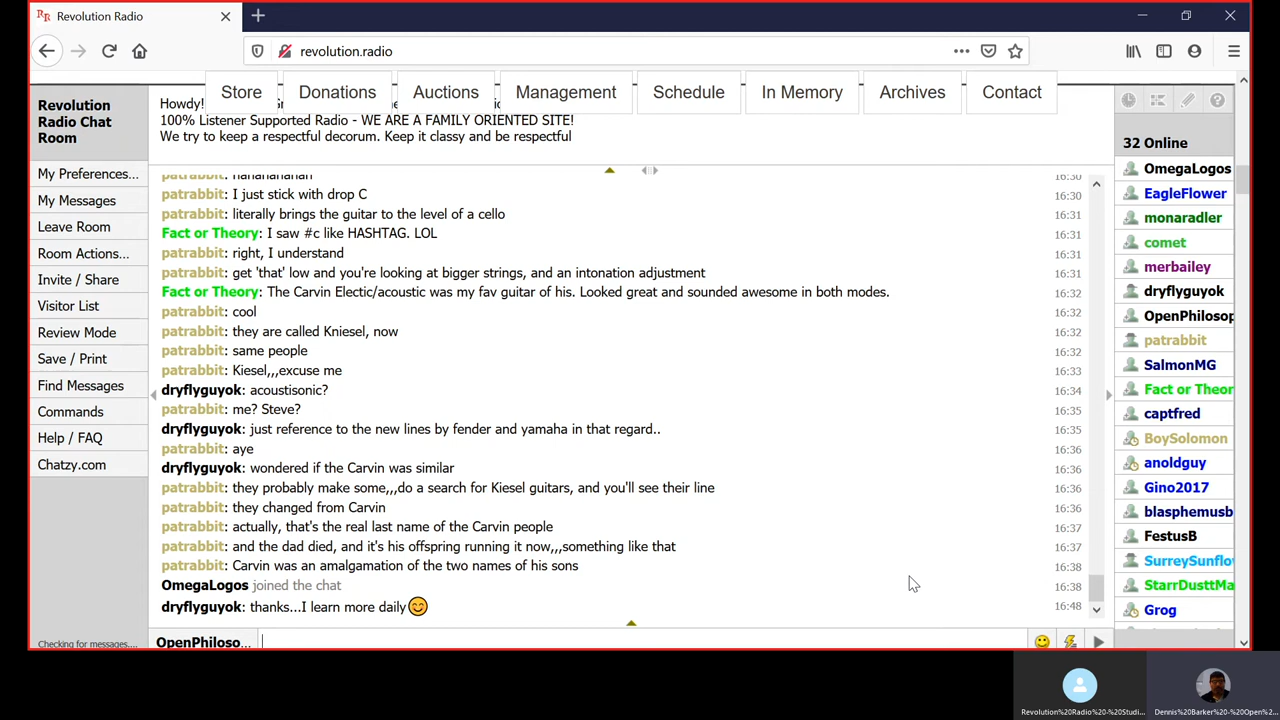 Revolution Radio
revolution.radio
Store
Donations
Auctions
Management
Schedule
In Memory
Archives
Contact
Revolution
Radio Chat
Room
Howdy!
100% Listener Supported Radio - WE ARE A FAMILY ORIENTED SITE!
We try to keep a respectful decorum. Keep it classy and be respectful
My Preferences...
My Messages
Leave Room
Room Actions...
Invite / Share
Visitor List
Review Mode
Save / Print
Find Messages
Commands
Help / FAQ
Chatzy.com
Checking for messages....
patrabbit: hahahahahah 16:30
patrabbit: I just stick with drop C 16:30
patrabbit: literally brings the guitar to the level of a cello 16:31
Fact or Theory: I saw #c like HASHTAG. LOL 16:31
patrabbit: right, I understand 16:31
patrabbit: get 'that' low and you're looking at bigger strings, and an intonation adjustment 16:31
Fact or Theory: The Carvin Electic/acoustic was my fav guitar of his. Looked great and sounded awesome in both modes. 16:32
patrabbit: cool 16:32
patrabbit: they are called Kniesel, now 16:32
patrabbit: same people 16:32
patrabbit: Kiesel,,,excuse me 16:33
dryflyguyok: acoustisonic? 16:34
patrabbit: me? Steve? 16:35
dryflyguyok: just reference to the new lines by fender and yamaha in that regard.. 16:35
patrabbit: aye 16:36
dryflyguyok: wondered if the Carvin was similar 16:36
patrabbit: they probably make some,,,do a search for Kiesel guitars, and you'll see their line 16:36
patrabbit: they changed from Carvin 16:36
patrabbit: actually, that's the real last name of the Carvin people 16:37
patrabbit: and the dad died, and it's his offspring running it now,,,something like that 16:37
patrabbit: Carvin was an amalgamation of the two names of his sons 16:38
OmegaLogos joined the chat 16:38
dryflyguyok: thanks...I learn more daily 16:48
OpenPhiloso...
32 Online
OmegaLogos
EagleFlower
monaradler
comet
merbailey
dryflyguyok
OpenPhilosop
patrabbit
SalmonMG
Fact or Theor
captfred
BoySolomon
anoldguy
Gino2017
blasphemusb
FestusB
SurreySunflo
StarrDusttMa
Grog
Revolution%20Radio%20-%20Studi...
Dennis%20Barker%20-%20Open%2...